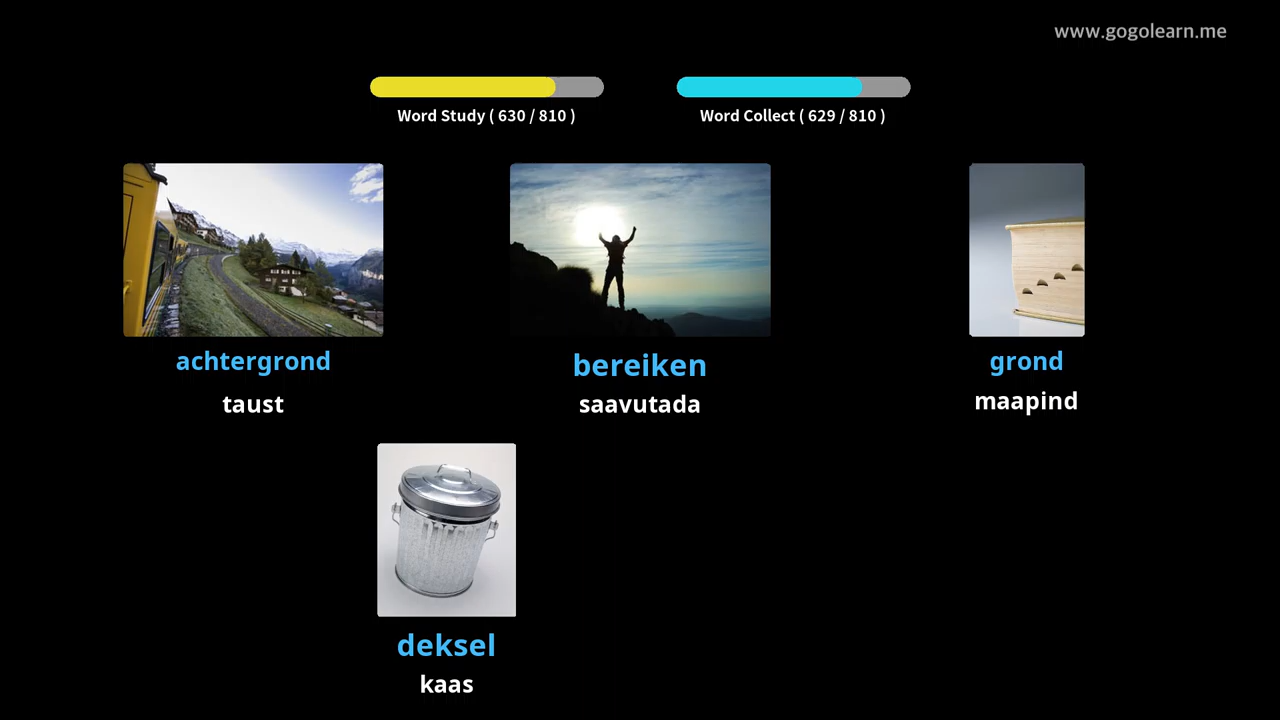 www.gogolearn.me
Word Study ( 630 / 810 )
Word Collect ( 629 / 810 )
achtergrond
taust
bereiken
saavutada
grond
maapind
deksel
kaas